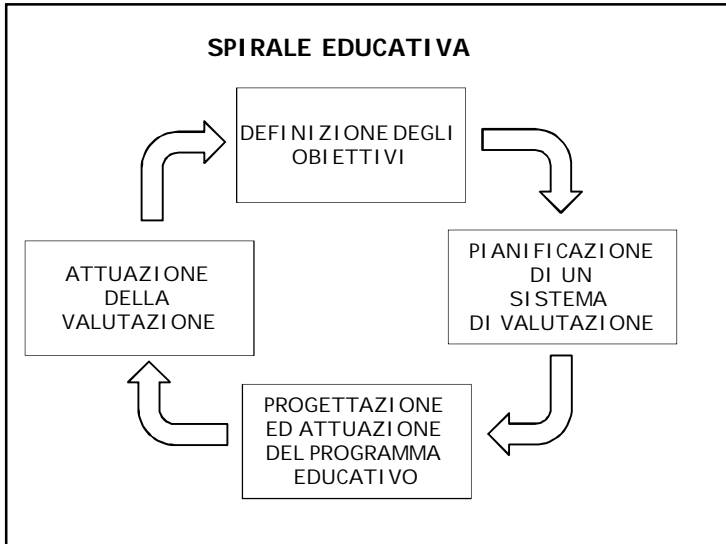 SPIRALE EDUCATIVA
DEFINIZIONE DEGLI
OBIETTIVI
PIANIFICAZIONE
DI UN
SISTEMA
DI VALUTAZIONE
PROGETTAZIONE
ED ATTUAZIONE
DEL PROGRAMMA
EDUCATIVO
ATTUAZIONE
DELLA
VALUTAZIONE